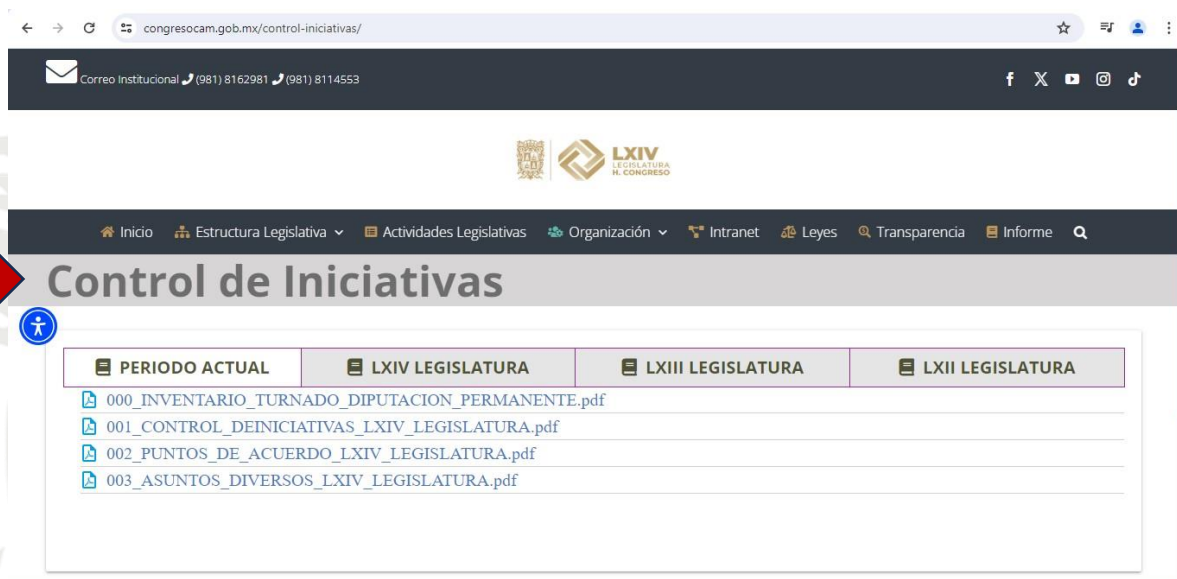 congresocam.gob.mx/control-iniciativas/
Correo Institucional (981) 8162981 (981) 8114553
LXIV
LEGISLATURA
H. CONGRESO
Inicio Estructura Legislativa Actividades Legislativas Organización Intranet Leyes Transparencia Informe
Control de Iniciativas
PERIODO ACTUAL LXIV LEGISLATURA LXIII LEGISLATURA LXII LEGISLATURA
000_INVENTARIO_TURNADO_DIPUTACION_PERMANENTE.pdf
001_CONTROL_DEINICIATIVAS_LXIV_LEGISLATURA.pdf
002_PUNTOS_DE_ACUERDO_LXIV_LEGISLATURA.pdf
003_ASUNTOS_DIVERSOS_LXIV_LEGISLATURA.pdf